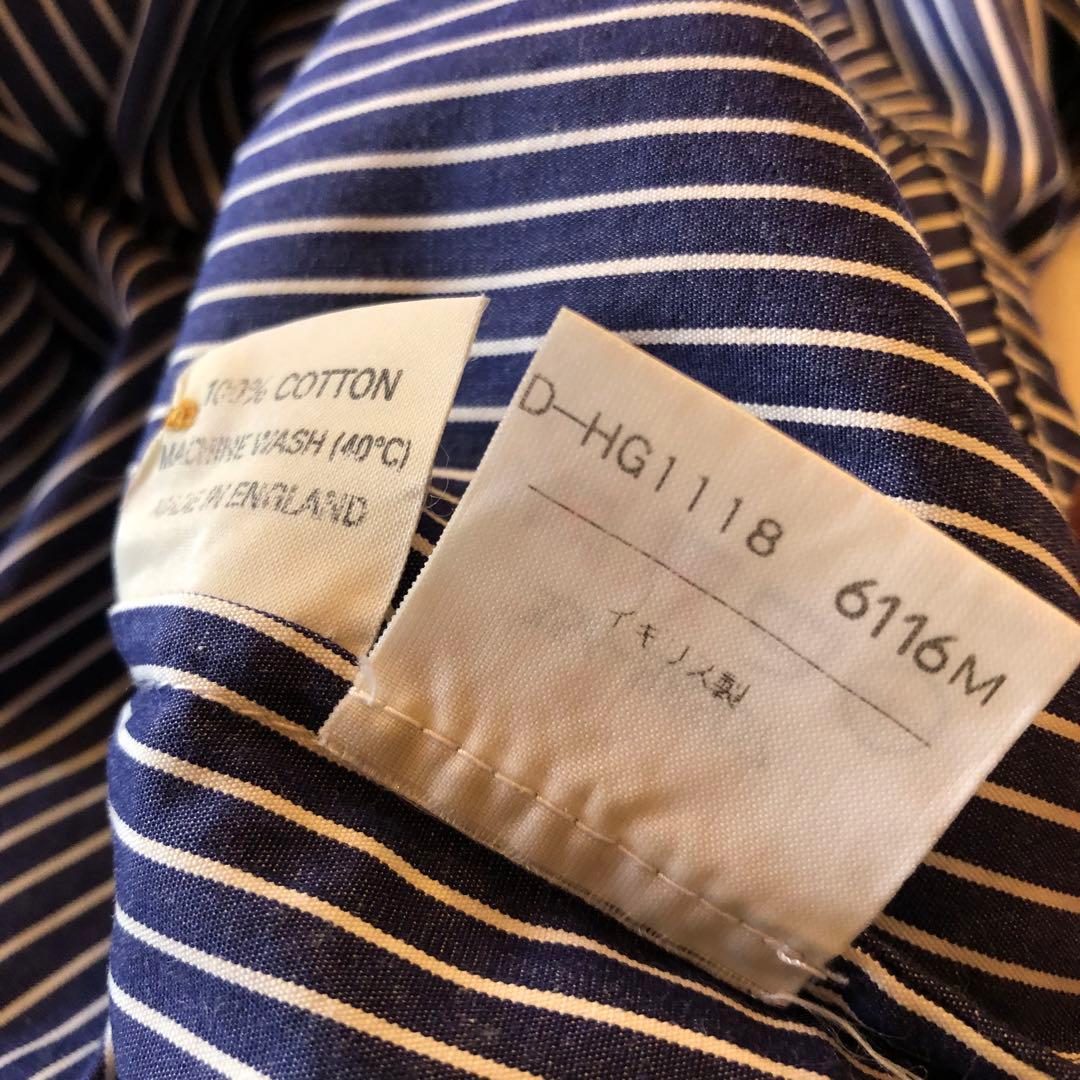 100% COTTON
MACHINE WASH (40°C)
MADE IN ENGLAND
D-HG1118 6116M
イギリス製